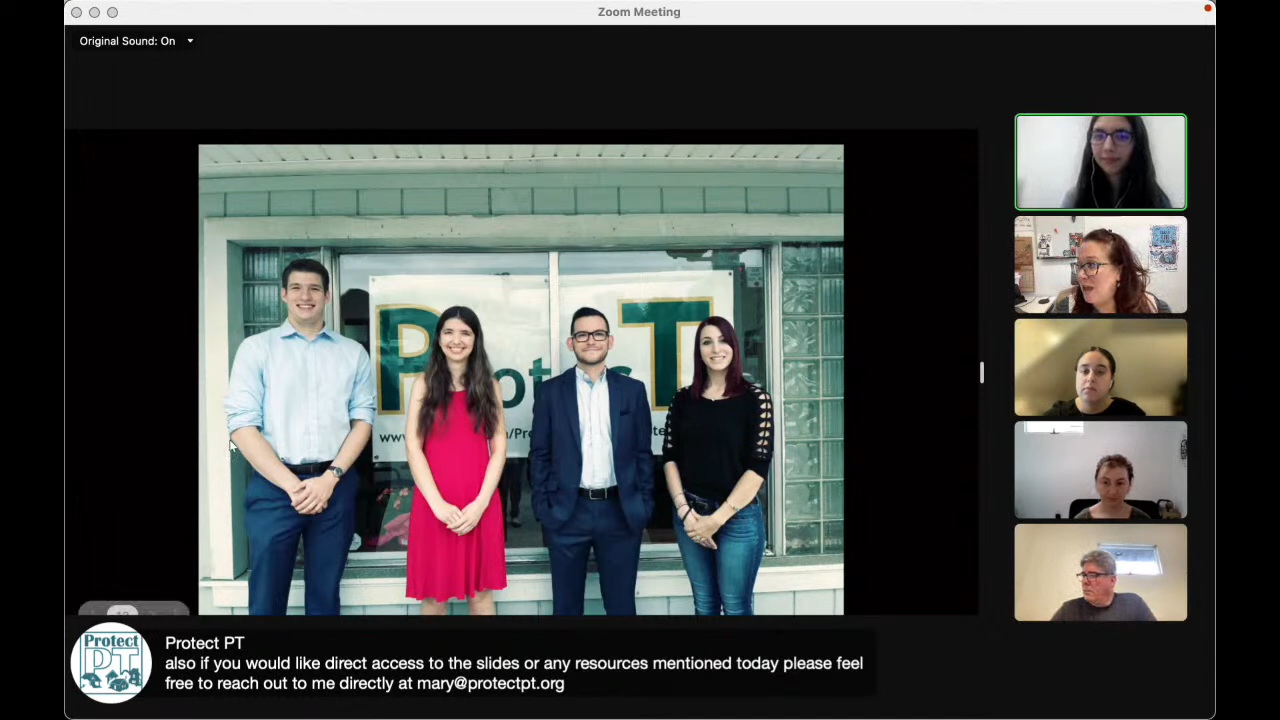 Zoom Meeting
Original Sound: On
P T
Protect PT
Protect PT
also if you would like direct access to the slides or any resources mentioned today please feel
free to reach out to me directly at mary@protectpt.org